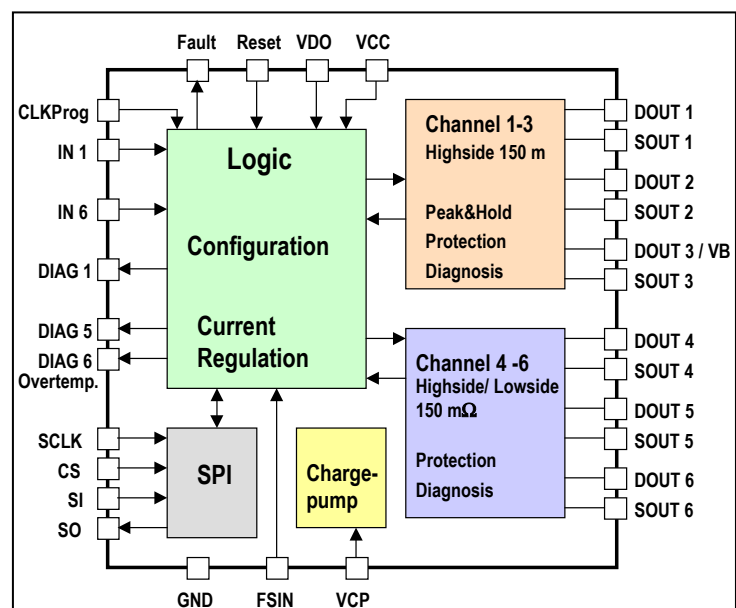 Fault Reset VDO VCC
CLKProg
IN 1
IN 6
DIAG 1
DIAG 5
DIAG 6
Overtemp.
SCLK
CS
SI
SO
Logic
Configuration
Current
Regulation
SPI
Charge-
pump
Channel 1-3
Highside 150 m
Peak&Hold
Protection
Diagnosis
Channel 4 -6
Highside/ Lowside
150 mΩ
Protection
Diagnosis
DOUT 1
SOUT 1
DOUT 2
SOUT 2
DOUT 3 / VB
SOUT 3
DOUT 4
SOUT 4
DOUT 5
SOUT 5
DOUT 6
SOUT 6
GND FSIN VCP